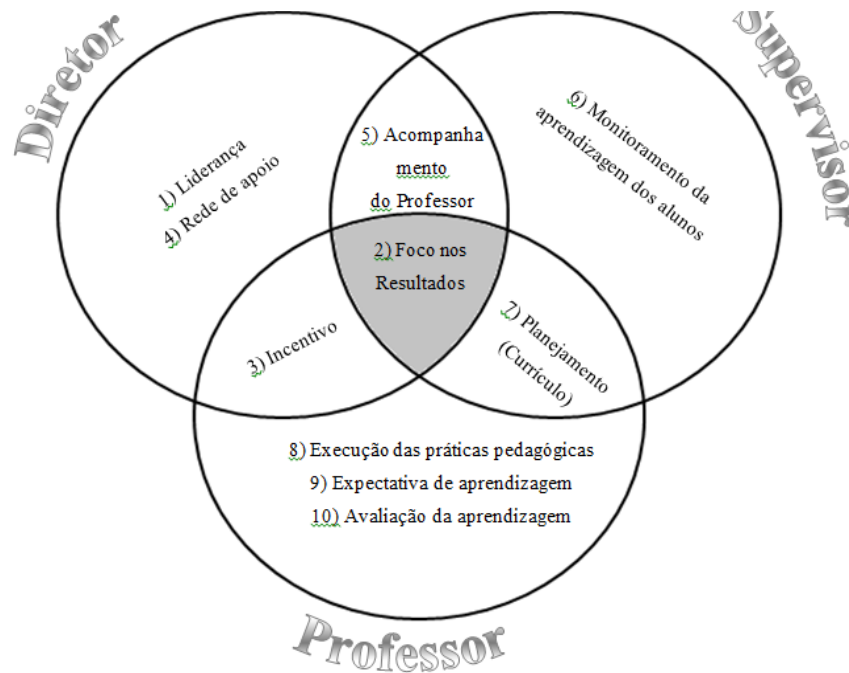 Diretor
Supervisor
1) Liderança
4) Rede de apoio
5) Acompanha
mento
do Professor
6) Monitoramento da
aprendizagem dos alunos
2) Foco nos
Resultados
3) Incentivo
7) Planejamento
(Currículo)
8) Execução das práticas pedagógicas
9) Expectativa de aprendizagem
10) Avaliação da aprendizagem
Professor